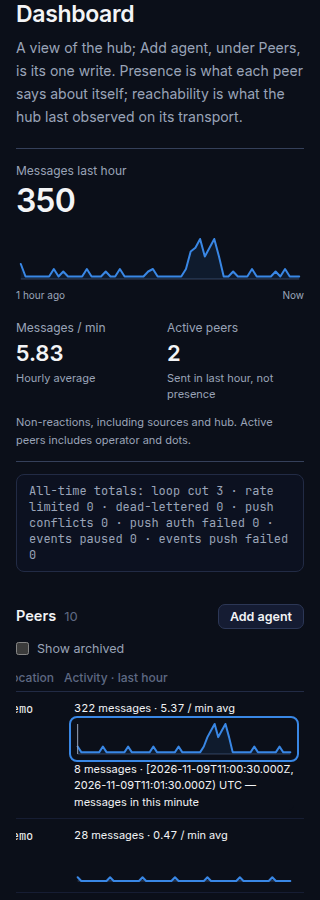 Dashboard
A view of the hub; Add agent, under Peers,
is its one write. Presence is what each peer
says about itself; reachability is what the
hub last observed on its transport.
Messages last hour
350
1 hour ago Now
Messages / min Active peers
5.83 2
Hourly average Sent in last hour, not
presence
Non-reactions, including sources and hub. Active
peers includes operator and dots.
All-time totals: loop cut 3 · rate
limited 0 · dead-lettered 0 · push
conflicts 0 · push auth failed 0 ·
events paused 0 · events push failed
0
Peers 10 Add agent
Show archived
ocation Activity · last hour
emo 322 messages · 5.37 / min avg
8 messages · [2026-11-09T11:00:30.000Z,
2026-11-09T11:01:30.000Z) UTC —
messages in this minute
emo 28 messages · 0.47 / min avg